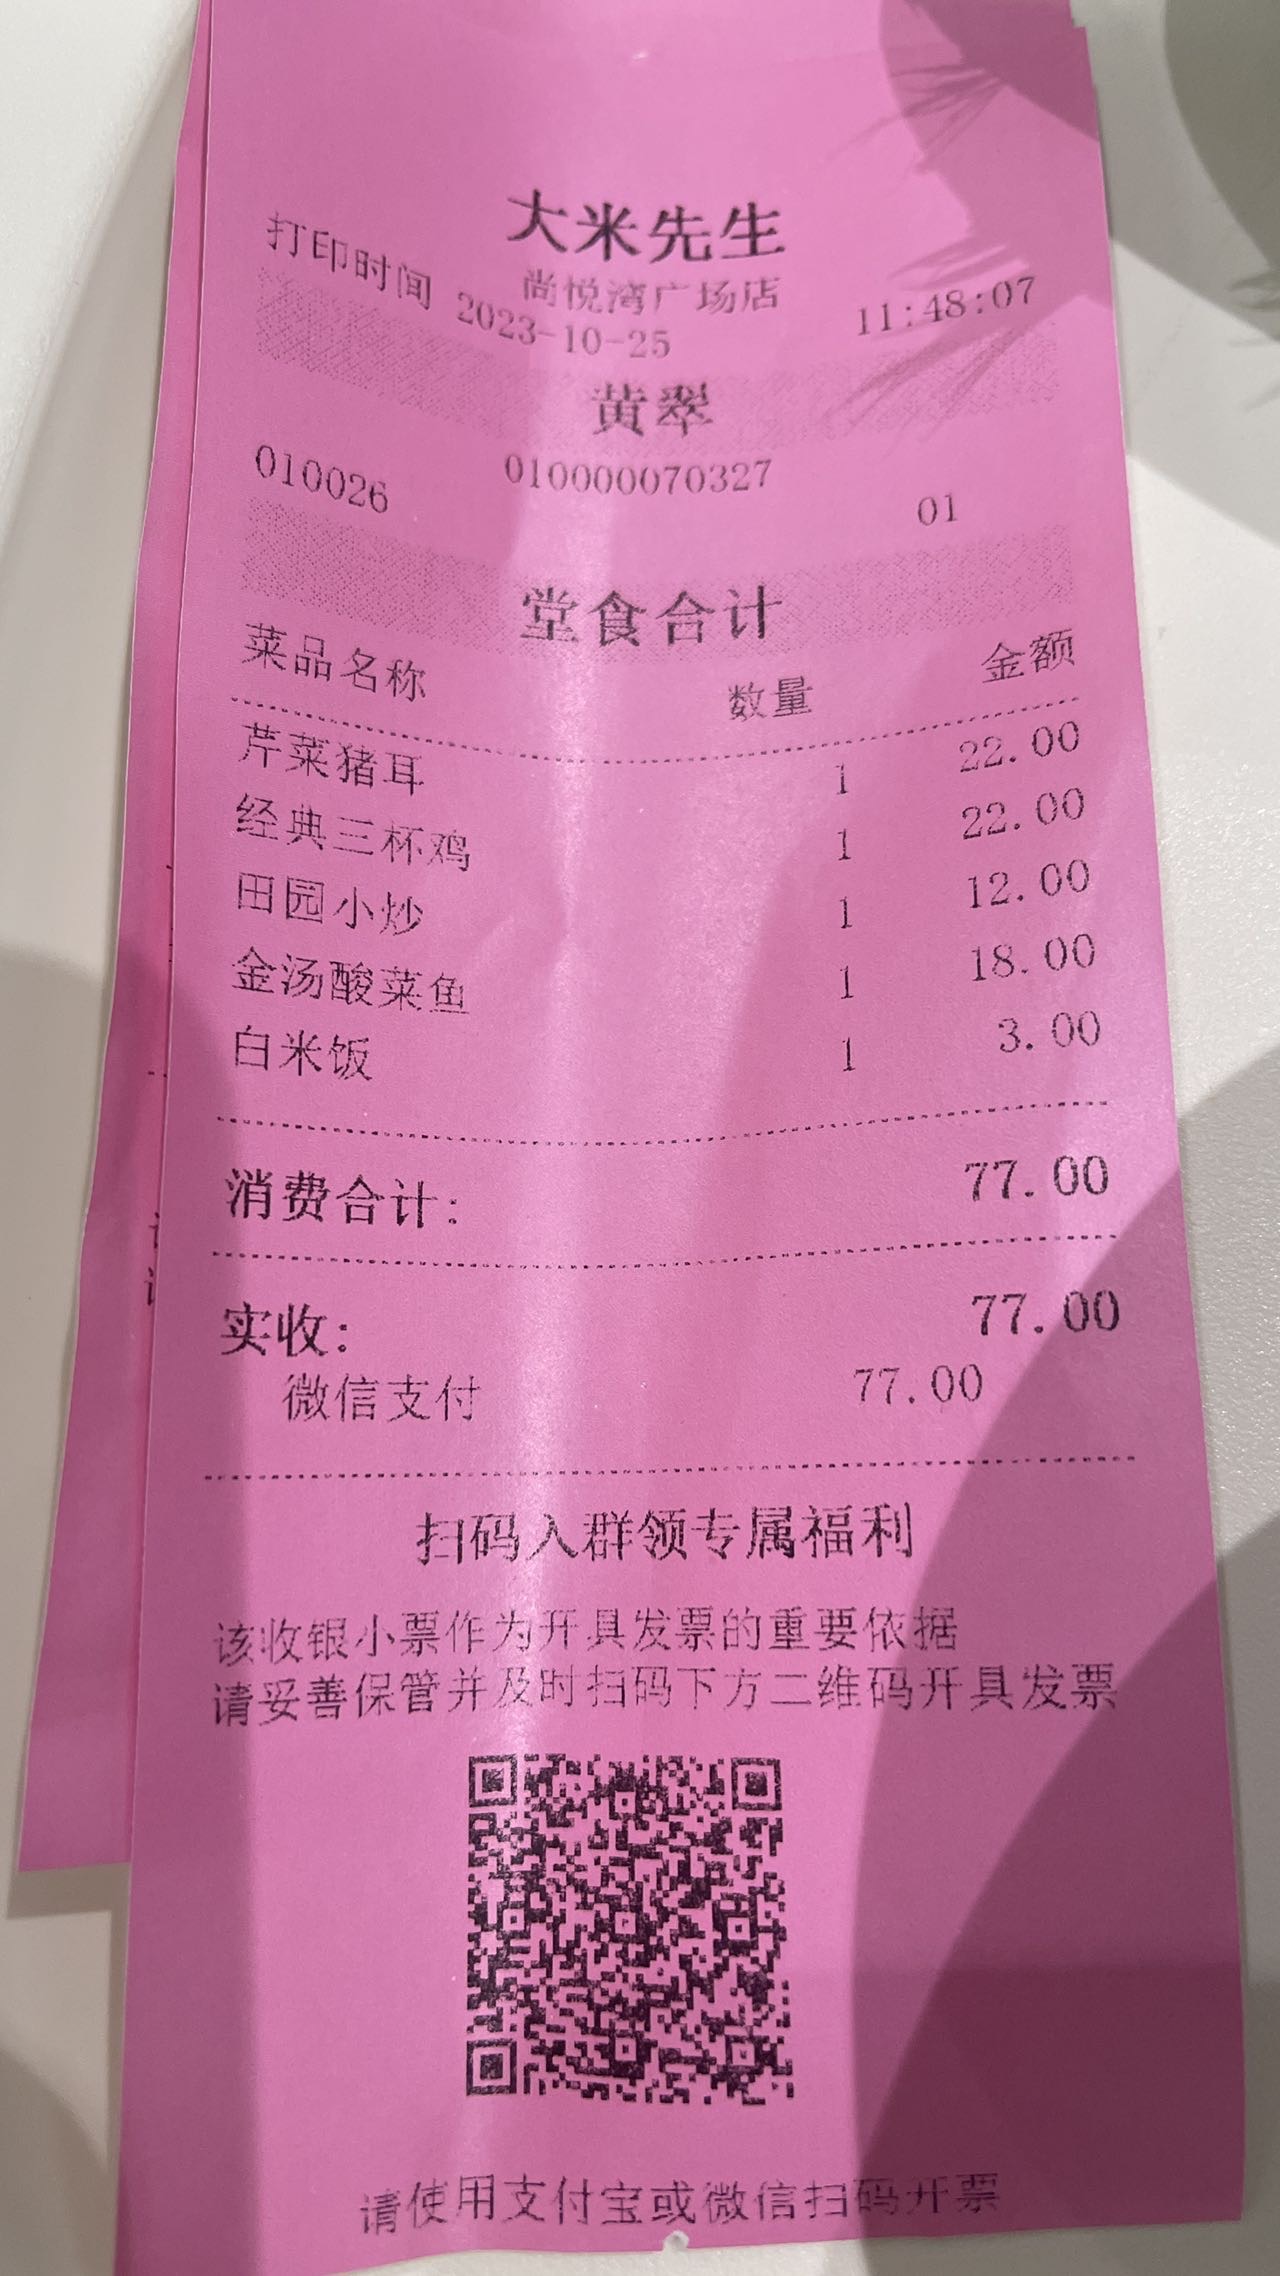 大米先生
尚悦湾广场店
打印时间 2023-10-25 11:48:07
黄翠
010026 010000070327 01
堂食合计
菜品名称 数量 金额
芹菜猪耳 1 22.00
经典三杯鸡 1 22.00
田园小炒 1 12.00
金汤酸菜鱼 1 18.00
白米饭 1 3.00
消费合计: 77.00
实收: 77.00
微信支付 77.00
扫码入群领专属福利
该收银小票作为开具发票的重要依据
请妥善保管并及时扫码下方二维码开具发票
请使用支付宝或微信扫码开票